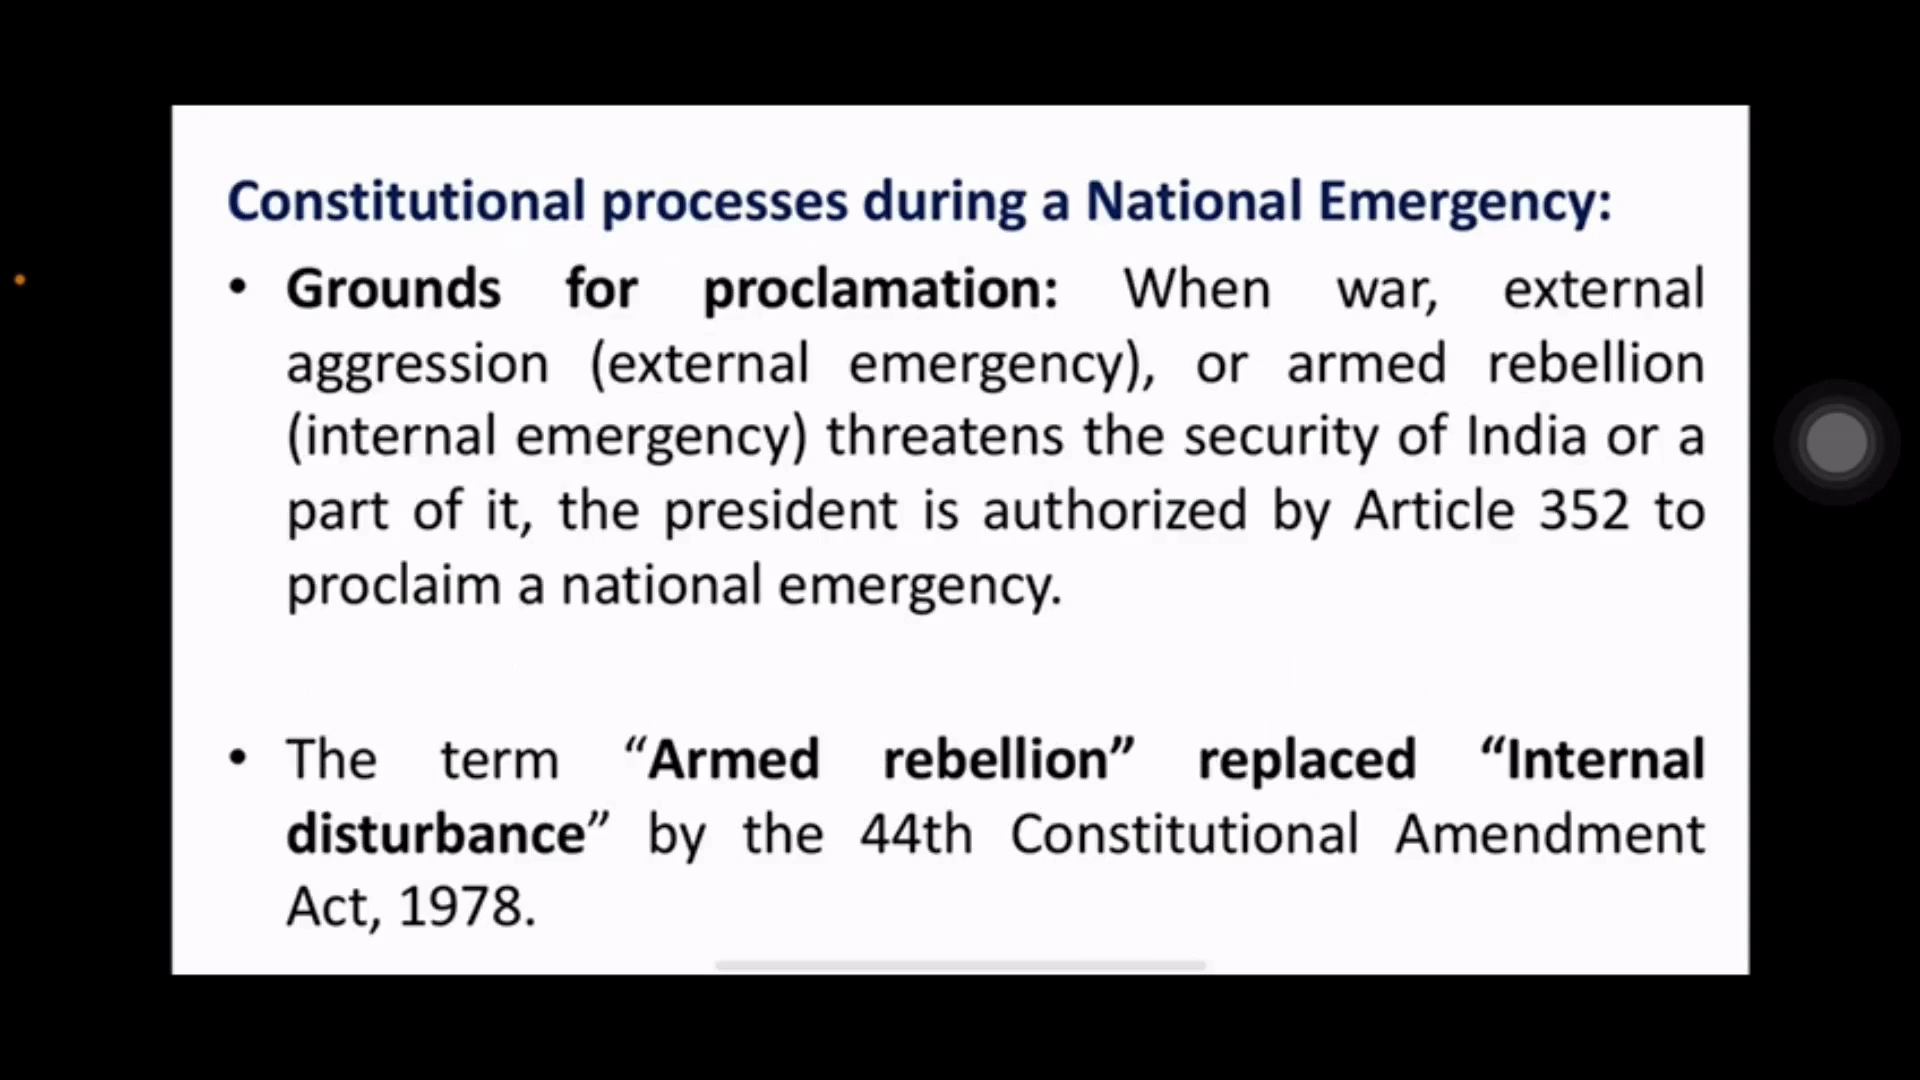 Constitutional processes during a National Emergency:
• Grounds for proclamation: When war, external
aggression (external emergency), or armed rebellion
(internal emergency) threatens the security of India or a
part of it, the president is authorized by Article 352 to
proclaim a national emergency.
• The term “Armed rebellion” replaced “Internal
disturbance” by the 44th Constitutional Amendment
Act, 1978.